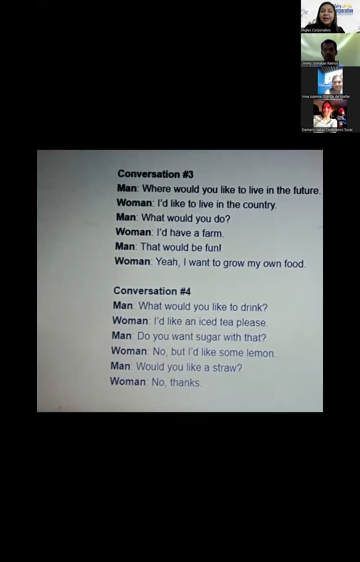 Conversation #3
Man: Where would you like to live in the future.
Woman: I'd like to live in the country.
Man: What would you do?
Woman: I'd have a farm.
Man: That would be fun!
Woman: Yeah, I want to grow my own food.
Conversation #4
Man: What would you like to drink?
Woman: I'd like an iced tea please.
Man: Do you want sugar with that?
Woman: No, but I'd like some lemon.
Man: Would you like a straw?
Woman: No, thanks.